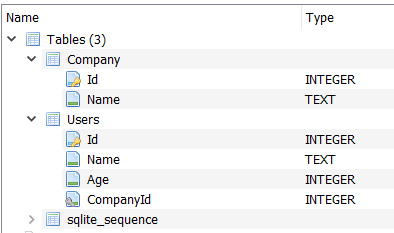 Name Type
Tables (3)
Company
Id INTEGER
Name TEXT
Users
Id INTEGER
Name TEXT
Age INTEGER
CompanyId INTEGER
sqlite_sequence